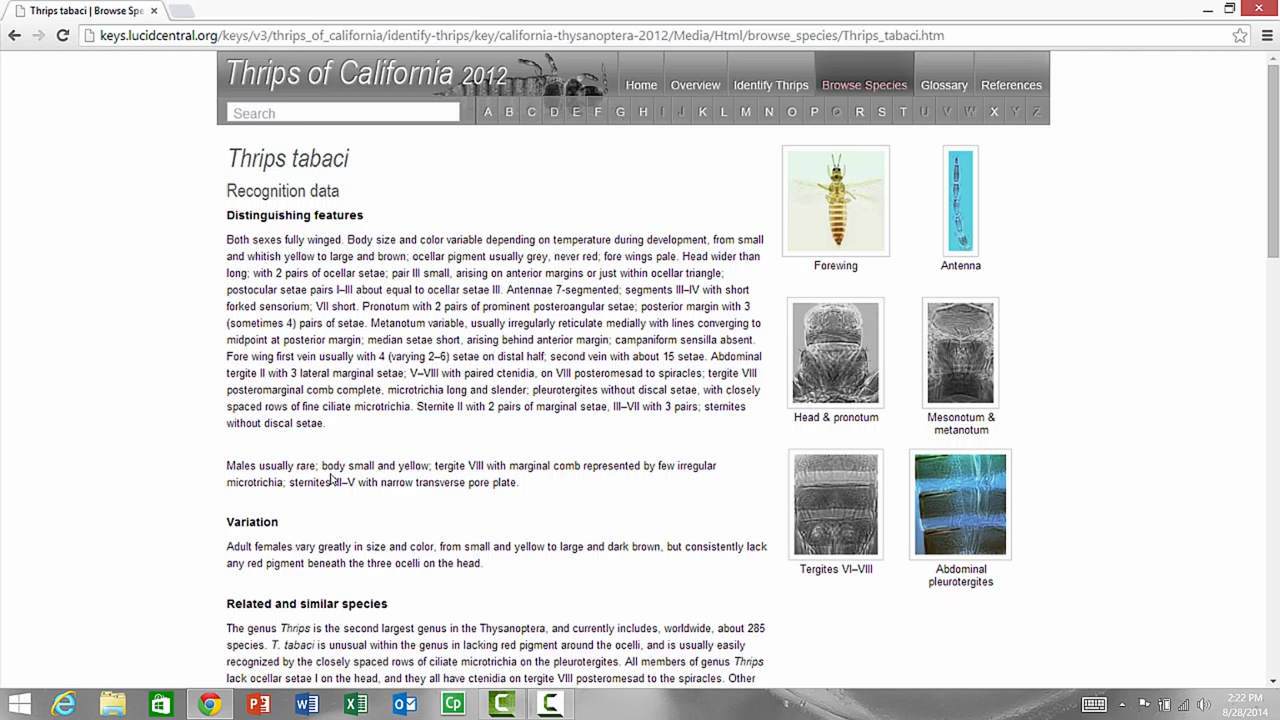 Thrips tabaci | Browse Spe
keys.lucidcentral.org/keys/v3/thrips_of_california/identify-thrips/key/california-thysanoptera-2012/Media/Html/browse_species/Thrips_tabaci.htm
Thrips of California 2012
Home Overview Identify Thrips Browse Species Glossary References
Search
A B C D E F G H I J K L M N O P Q R S T U V W X Y Z
Thrips tabaci
Recognition data
Distinguishing features
Both sexes fully winged. Body size and color variable depending on temperature during development, from small
and whitish yellow to large and brown; ocellar pigment usually grey, never red; fore wings pale. Head wider than
long; with 2 pairs of ocellar setae; pair III small, arising on anterior margins or just within ocellar triangle;
postocular setae pairs I–III about equal to ocellar setae III. Antennae 7-segmented; segments III–IV with short
forked sensorium; VII short. Pronotum with 2 pairs of prominent posteroangular setae; posterior margin with 3
(sometimes 4) pairs of setae. Metanotum variable, usually irregularly reticulate medially with lines converging to
midpoint at posterior margin; median setae short, arising behind anterior margin; campaniform sensilla absent.
Fore wing first vein usually with 4 (varying 2–6) setae on distal half; second vein with about 15 setae. Abdominal
tergite II with 3 lateral marginal setae; V–VIII with paired ctenidia, on VIII posteromesad to spiracles; tergite VIII
posteromarginal comb complete, microtrichia long and slender; pleurotergites without discal setae, with closely
spaced rows of fine ciliate microtrichia. Sternite II with 2 pairs of marginal setae, III–VII with 3 pairs; sternites
without discal setae.
Males usually rare; body small and yellow; tergite VIII with marginal comb represented by few irregular
microtrichia; sternites III–V with narrow transverse pore plate.
Variation
Adult females vary greatly in size and color, from small and yellow to large and dark brown, but consistently lack
any red pigment beneath the three ocelli on the head.
Related and similar species
The genus Thrips is the second largest genus in the Thysanoptera, and currently includes, worldwide, about 285
species. T. tabaci is unusual within the genus in lacking red pigment around the ocelli, and is usually easily
recognized by the closely spaced rows of ciliate microtrichia on the pleurotergites. All members of genus Thrips
lack ocellar setae I on the head, and they all have ctenidia on tergite VIII posteromesad to the spiracles. Other
Forewing
Antenna
Head & pronotum
Mesonotum &
metanotum
Tergites VI–VIII
Abdominal
pleurotergites
2:22 PM
8/28/2014